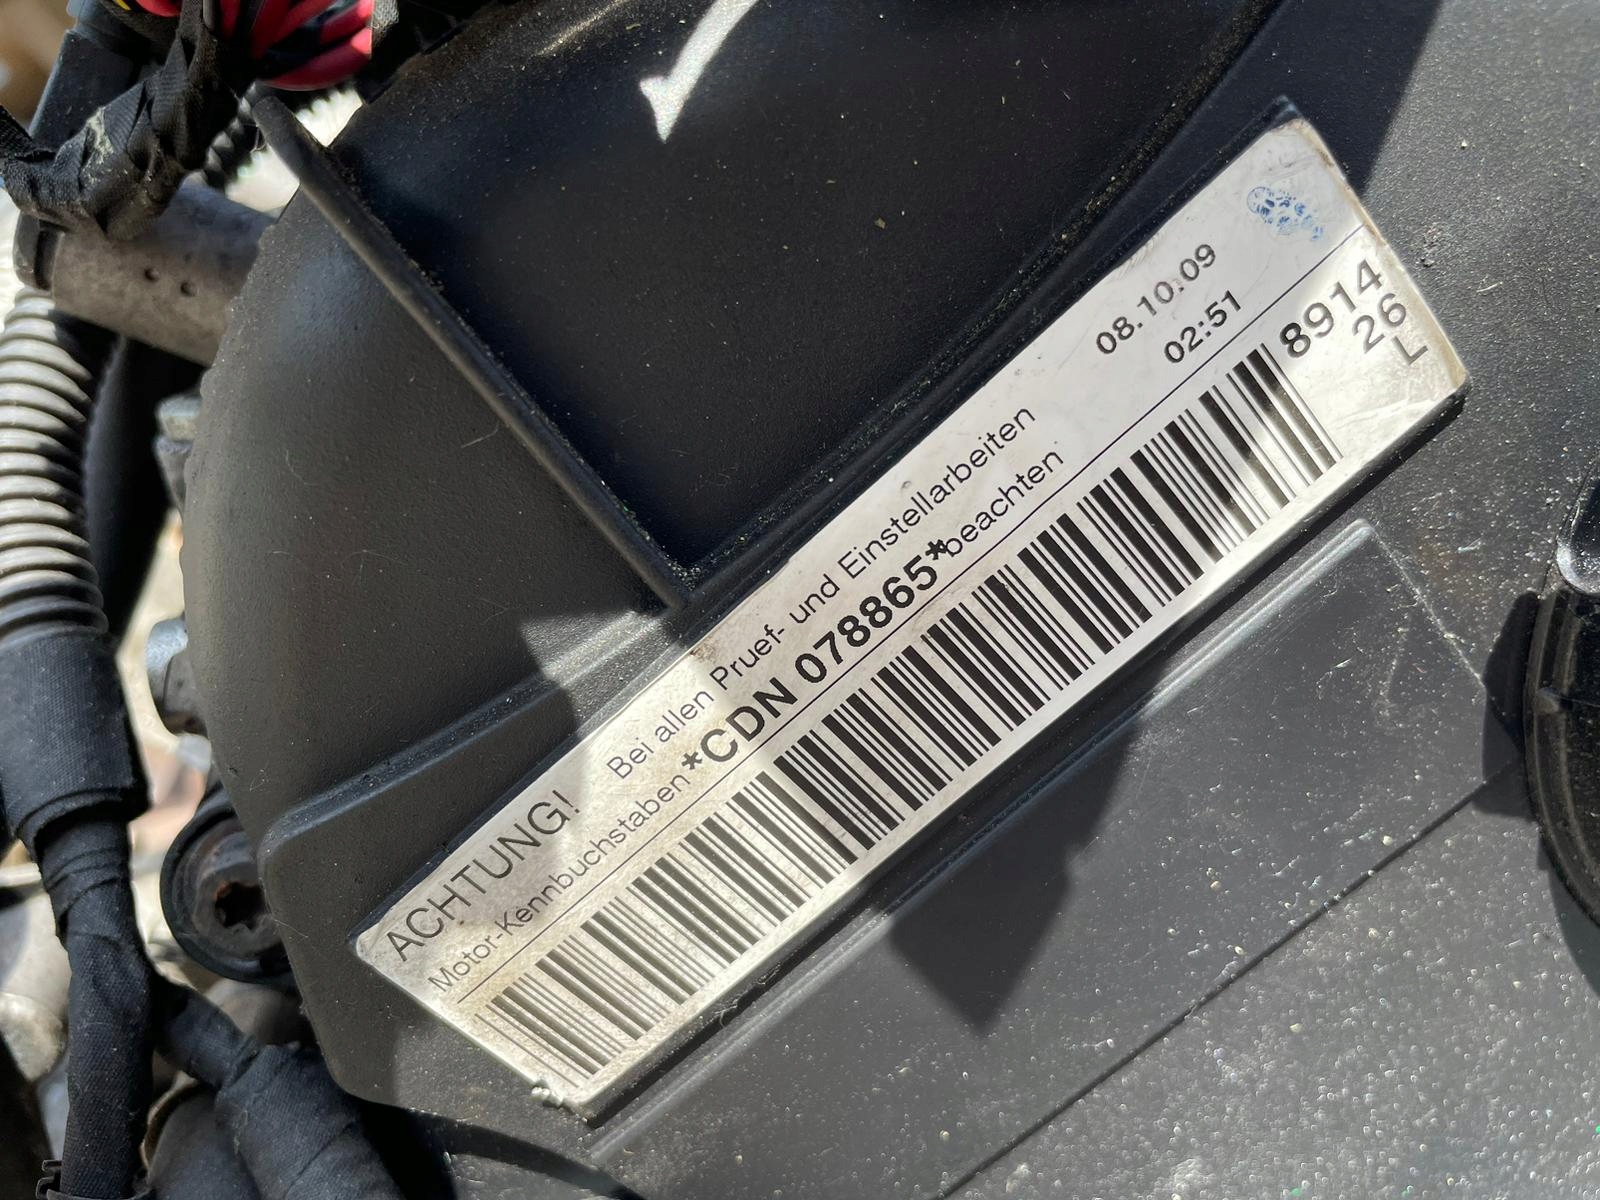 08.10.09
02:51
ACHTUNG! Bei allen Pruef- und Einstellarbeiten
Motor-Kennbuchstaben *CDN 078865* beachten
8914
26
L